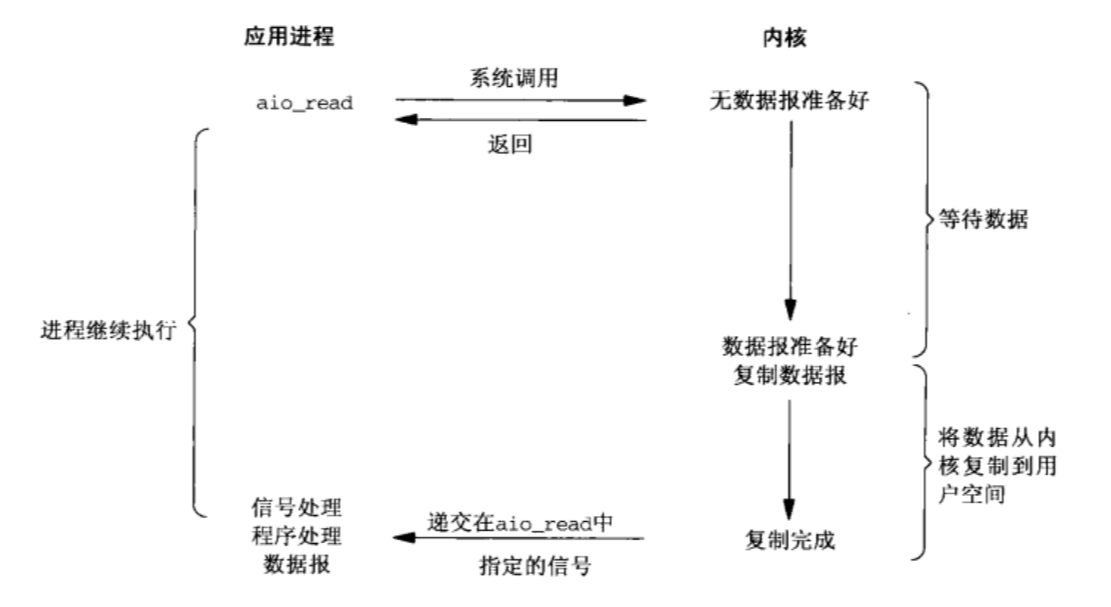 应用进程
内核
系统调用
aio_read
无数据报准备好
返回
等待数据
进程继续执行
数据报准备好
复制数据报
将数据从内
核复制到用
户空间
信号处理
程序处理
数据报
递交在aio_read中
指定的信号
复制完成